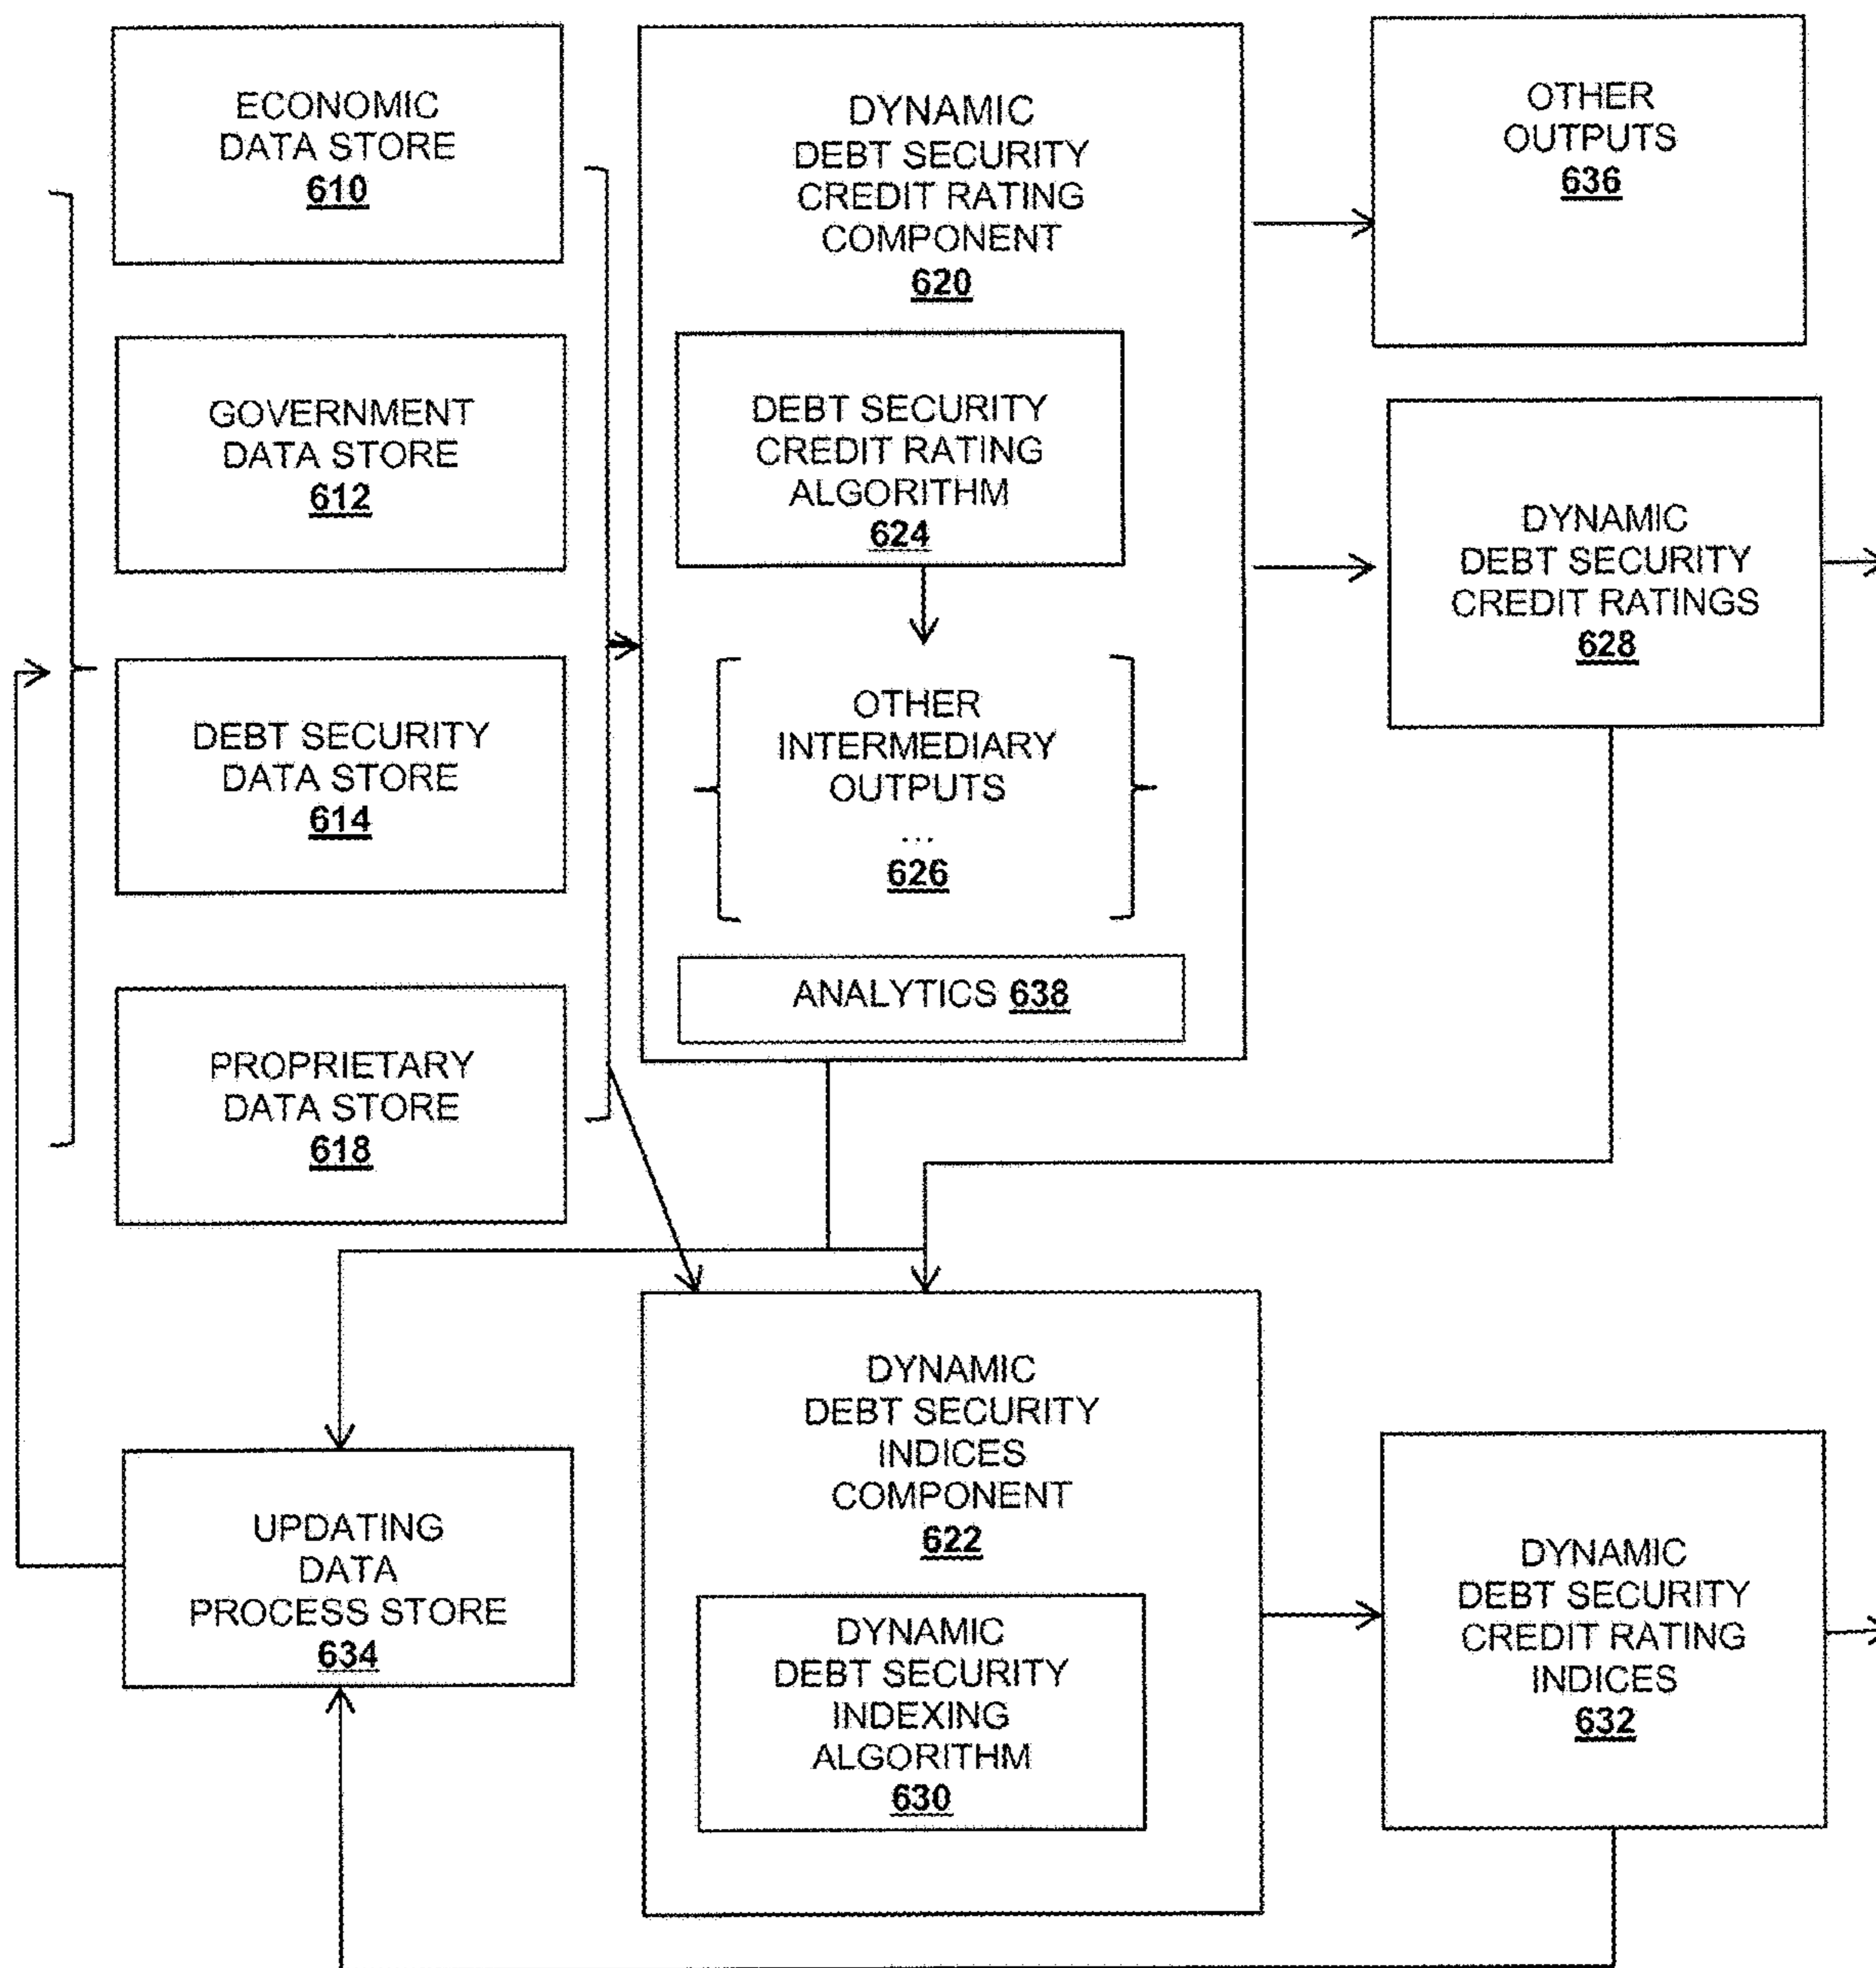 ECONOMIC
DATA STORE
610
GOVERNMENT
DATA STORE
612
DEBT SECURITY
DATA STORE
614
PROPRIETARY
DATA STORE
618
DYNAMIC
DEBT SECURITY
CREDIT RATING
COMPONENT
620
DEBT SECURITY
CREDIT RATING
ALGORITHM
624
OTHER
INTERMEDIARY
OUTPUTS
...
626
ANALYTICS 638
OTHER
OUTPUTS
636
DYNAMIC
DEBT SECURITY
CREDIT RATINGS
628
UPDATING
DATA
PROCESS STORE
634
DYNAMIC
DEBT SECURITY
INDICES
COMPONENT
622
DYNAMIC
DEBT SECURITY
INDEXING
ALGORITHM
630
DYNAMIC
DEBT SECURITY
CREDIT RATING
INDICES
632